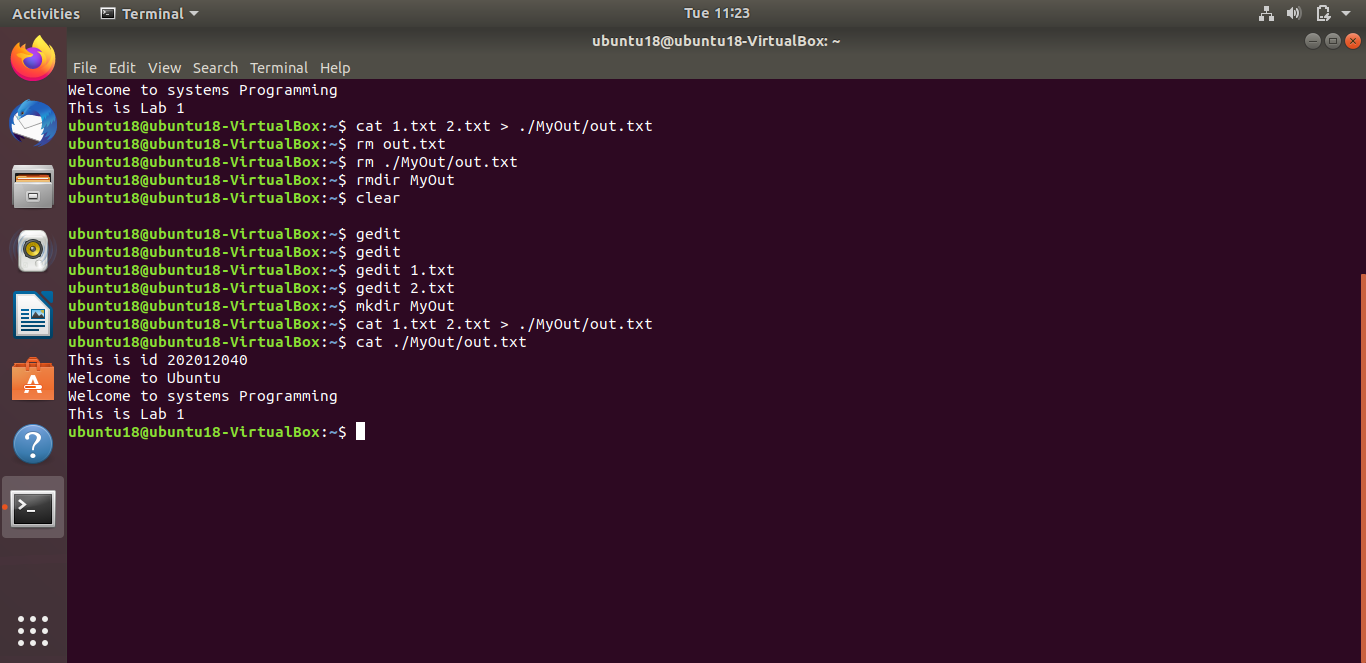 Activities Terminal Tue 11:23
ubuntu18@ubuntu18-VirtualBox: ~
File Edit View Search Terminal Help
Welcome to systems Programming
This is Lab 1
ubuntu18@ubuntu18-VirtualBox:~$ cat 1.txt 2.txt > ./MyOut/out.txt
ubuntu18@ubuntu18-VirtualBox:~$ rm out.txt
ubuntu18@ubuntu18-VirtualBox:~$ rm ./MyOut/out.txt
ubuntu18@ubuntu18-VirtualBox:~$ rmdir MyOut
ubuntu18@ubuntu18-VirtualBox:~$ clear
ubuntu18@ubuntu18-VirtualBox:~$ gedit
ubuntu18@ubuntu18-VirtualBox:~$ gedit
ubuntu18@ubuntu18-VirtualBox:~$ gedit 1.txt
ubuntu18@ubuntu18-VirtualBox:~$ gedit 2.txt
ubuntu18@ubuntu18-VirtualBox:~$ mkdir MyOut
ubuntu18@ubuntu18-VirtualBox:~$ cat 1.txt 2.txt > ./MyOut/out.txt
ubuntu18@ubuntu18-VirtualBox:~$ cat ./MyOut/out.txt
This is id 202012040
Welcome to Ubuntu
Welcome to systems Programming
This is Lab 1
ubuntu18@ubuntu18-VirtualBox:~$